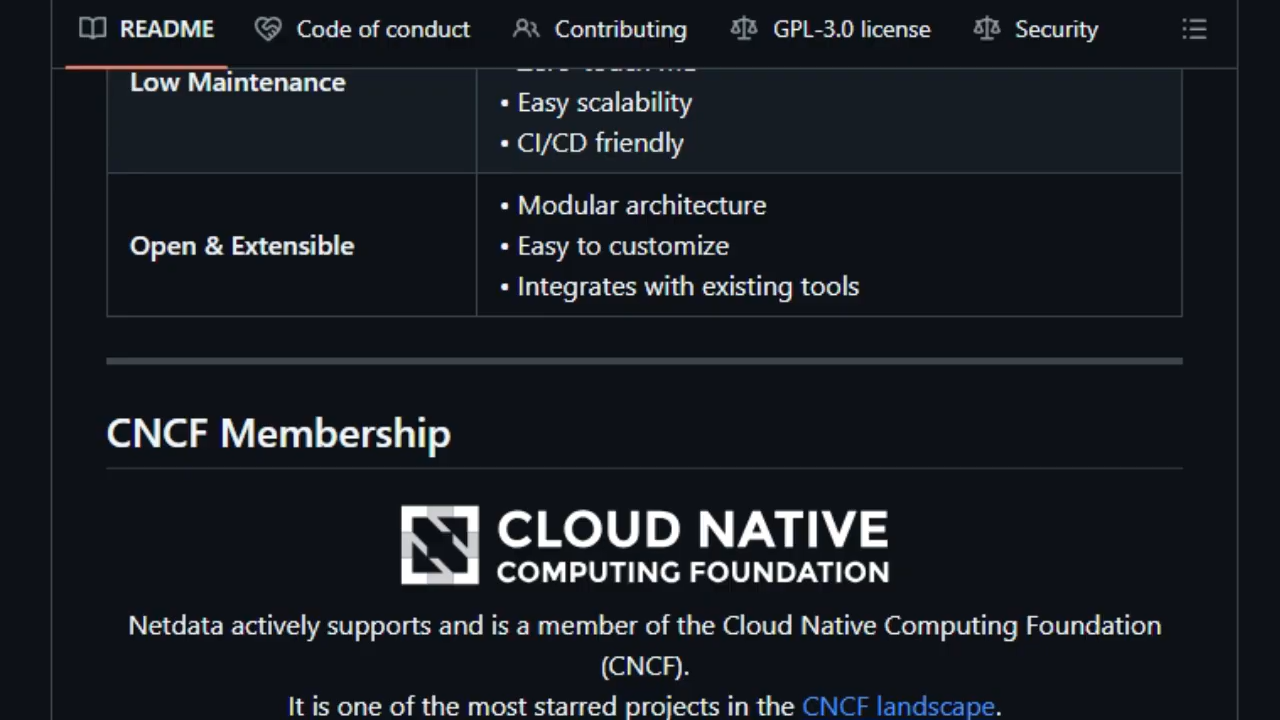 README Code of conduct Contributing GPL-3.0 license Security
Low Maintenance
• Easy scalability
• CI/CD friendly
Open & Extensible
• Modular architecture
• Easy to customize
• Integrates with existing tools
CNCF Membership
CLOUD NATIVE
COMPUTING FOUNDATION
Netdata actively supports and is a member of the Cloud Native Computing Foundation
(CNCF).
It is one of the most starred projects in the CNCF landscape.